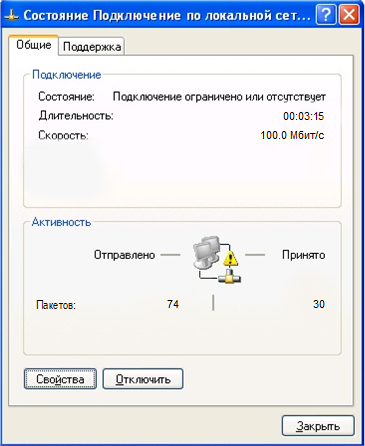 Состояние Подключение по локальной сет...
Общие Поддержка
Подключение
Состояние: Подключение ограничено или отсутствует
Длительность: 00:03:15
Скорость: 100.0 Мбит/с
Активность
Отправлено — — Принято
Пакетов: 74 | 30
Свойства Отключить
Закрыть